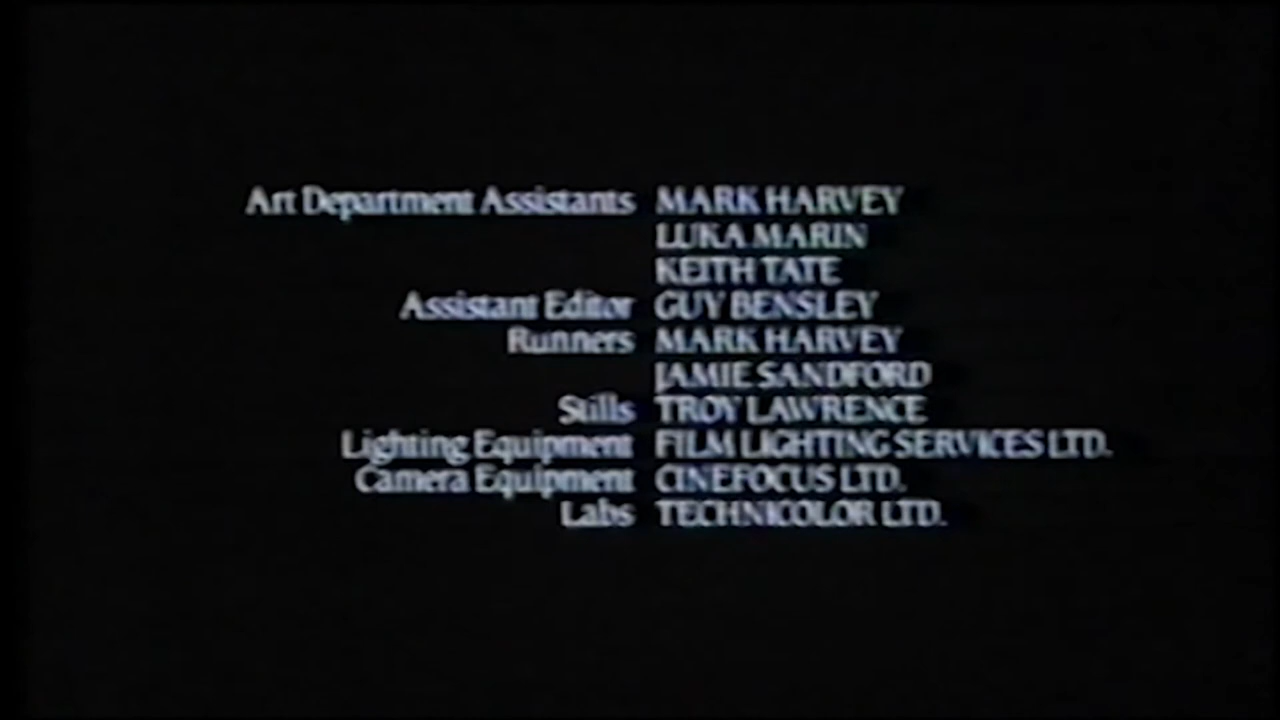 Art Department Assistants MARK HARVEY
LUKA MARIN
KEITH TATE
Assistant Editor GUY BENSLEY
Runners MARK HARVEY
JAMIE SANDFORD
Stills TROY LAWRENCE
Lighting Equipment FILM LIGHTING SERVICES LTD.
Camera Equipment CINEFOCUS LTD.
Labs TECHNICOLOR LTD.